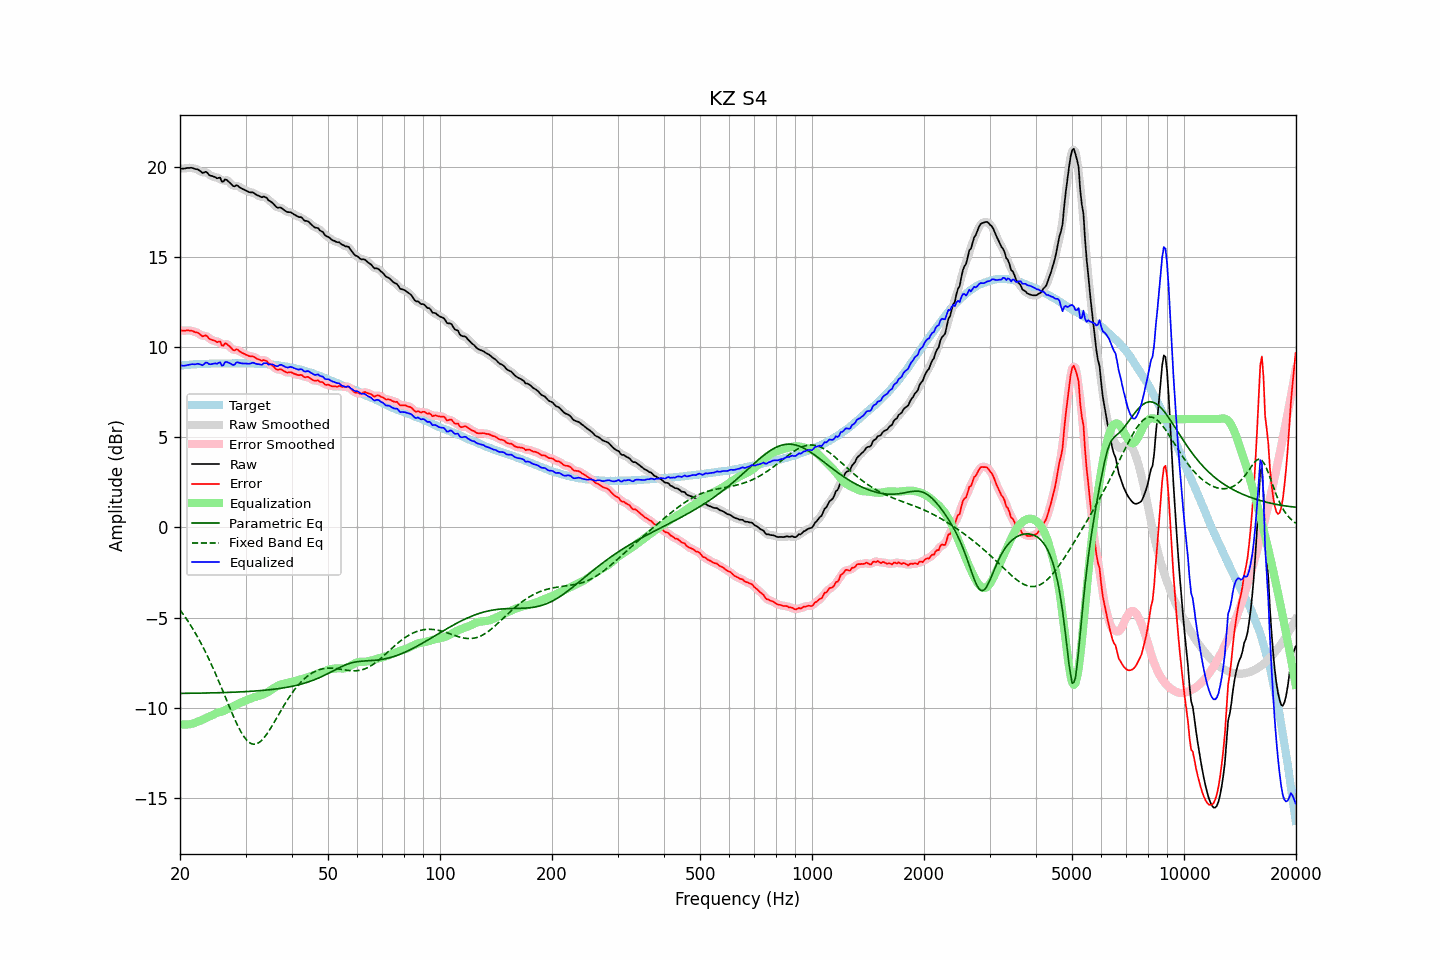 KZ S4
Amplitude (dBr)
20
15
10
5
0
−5
−10
−15
Target
Raw Smoothed
Error Smoothed
Raw
Error
Equalization
Parametric Eq
Fixed Band Eq
Equalized
20 50 100 200 500 1000 2000 5000 10000 20000
Frequency (Hz)